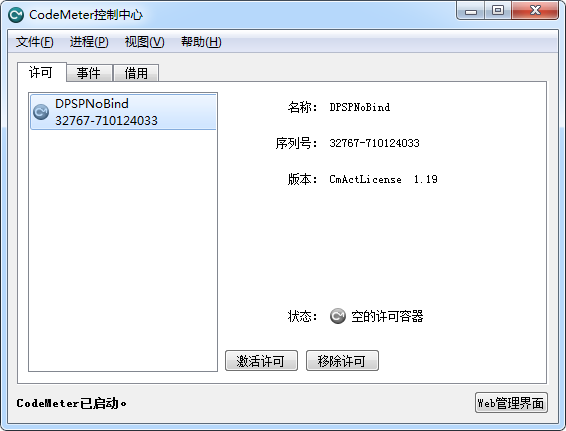 CodeMeter控制中心
文件(F) 进程(P) 视图(V) 帮助(H)
许可 事件 借用
DPSPNoBind
32767-710124033
名称: DPSPNoBind
序列号: 32767-710124033
版本: CmActLicense 1.19
状态: 空的许可容器
激活许可 移除许可
CodeMeter已启动。
Web管理界面